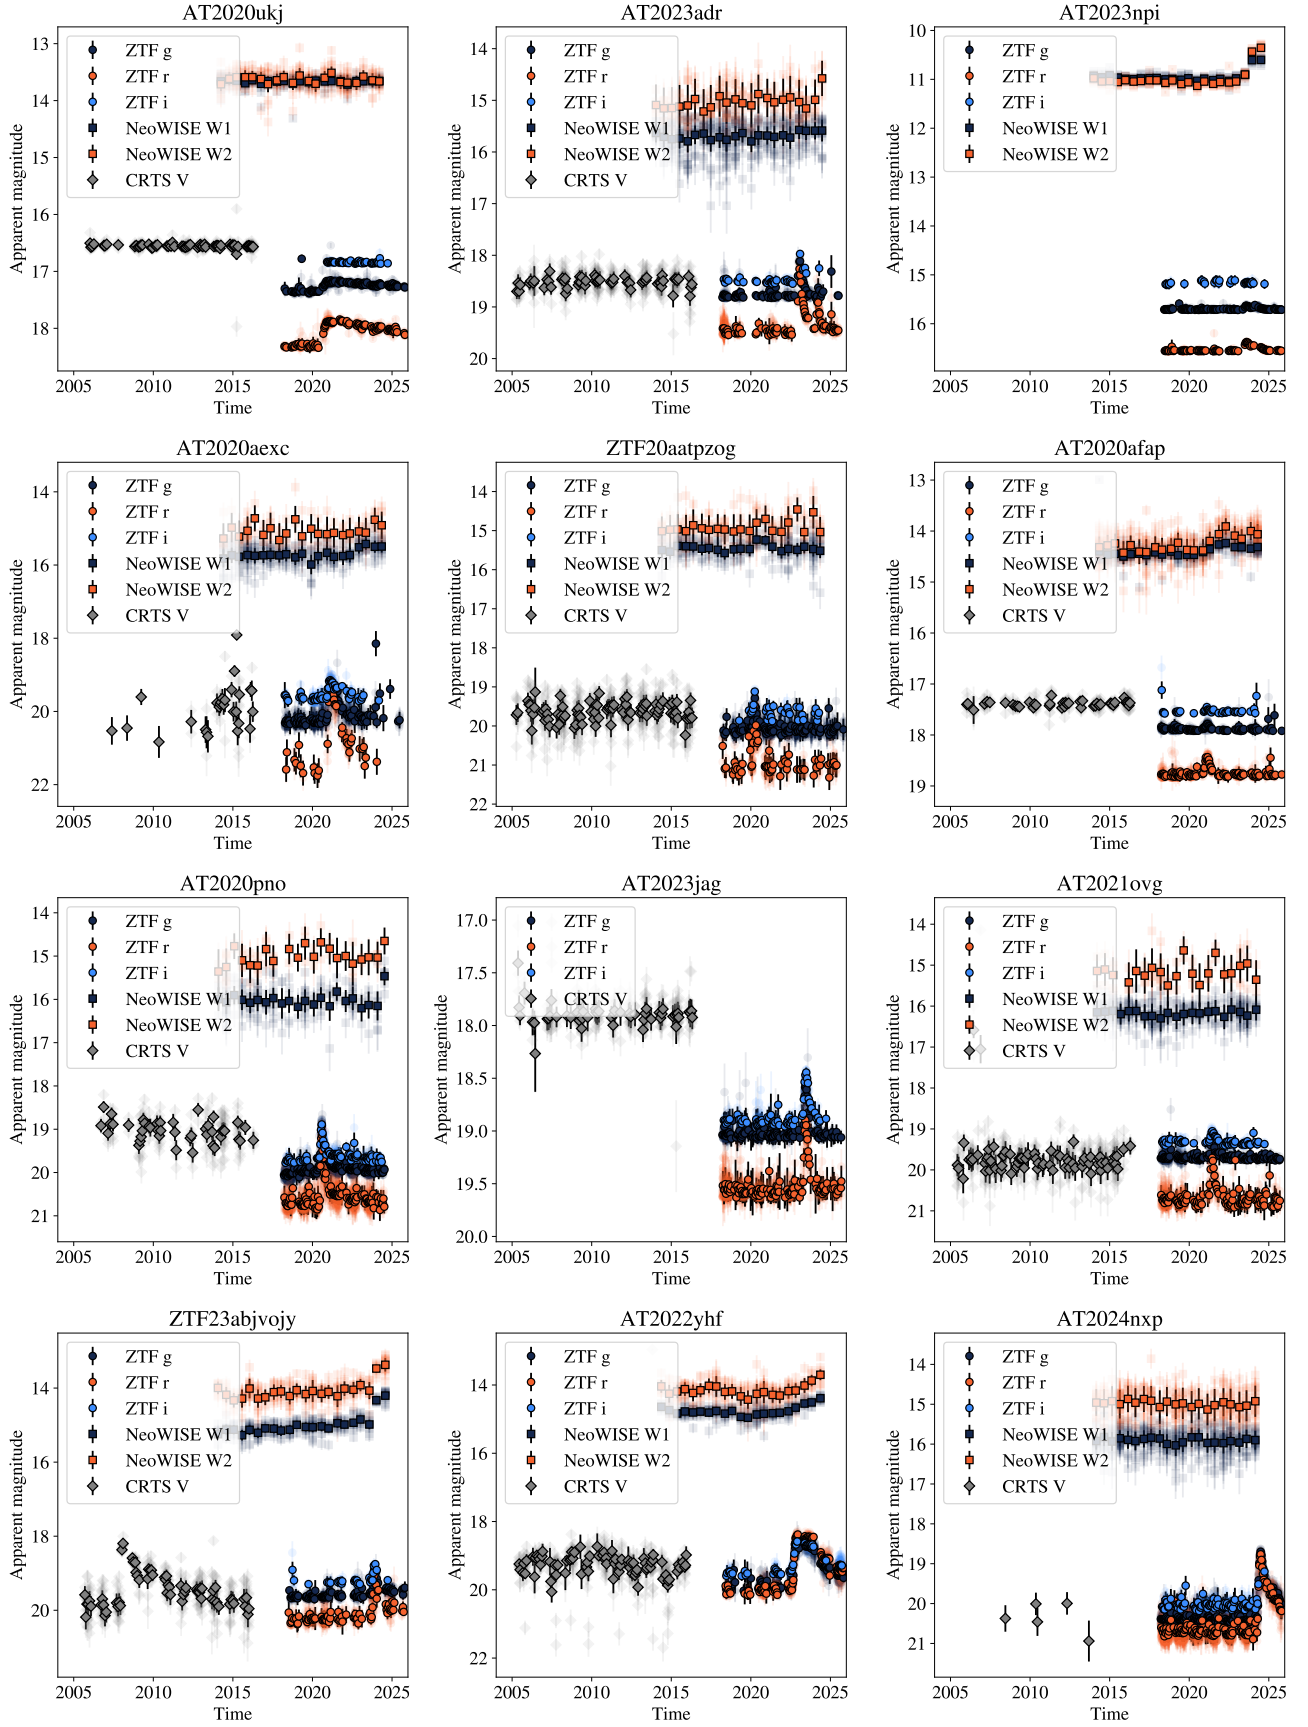 AT2020ukj
13
14
15
16
17
18
Apparent magnitude
ZTF g
ZTF r
ZTF i
NeoWISE W1
NeoWISE W2
CRTS V
2005 2010 2015 2020 2025
Time
AT2023adr
14
15
16
17
18
19
20
Apparent magnitude
ZTF g
ZTF r
ZTF i
NeoWISE W1
NeoWISE W2
CRTS V
2005 2010 2015 2020 2025
Time
AT2023npi
10
11
12
13
14
15
16
Apparent magnitude
ZTF g
ZTF r
ZTF i
NeoWISE W1
NeoWISE W2
2005 2010 2015 2020 2025
Time
AT2020aexc
14
16
18
20
22
Apparent magnitude
ZTF g
ZTF r
ZTF i
NeoWISE W1
NeoWISE W2
CRTS V
2005 2010 2015 2020 2025
Time
ZTF20aatpzog
14
15
16
17
18
19
20
21
22
Apparent magnitude
ZTF g
ZTF r
ZTF i
NeoWISE W1
NeoWISE W2
CRTS V
2005 2010 2015 2020 2025
Time
AT2020afap
13
14
15
16
17
18
19
Apparent magnitude
ZTF g
ZTF r
ZTF i
NeoWISE W1
NeoWISE W2
CRTS V
2005 2010 2015 2020 2025
Time
AT2020pno
14
15
16
17
18
19
20
21
Apparent magnitude
ZTF g
ZTF r
ZTF i
NeoWISE W1
NeoWISE W2
CRTS V
2005 2010 2015 2020 2025
Time
AT2023jag
17.0
17.5
18.0
18.5
19.0
19.5
20.0
Apparent magnitude
ZTF g
ZTF r
ZTF i
CRTS V
2005 2010 2015 2020 2025
Time
AT2021ovg
14
15
16
17
18
19
20
21
Apparent magnitude
ZTF g
ZTF r
ZTF i
NeoWISE W1
NeoWISE W2
CRTS V
2005 2010 2015 2020 2025
Time
ZTF23abjvojy
14
16
18
20
Apparent magnitude
ZTF g
ZTF r
ZTF i
NeoWISE W1
NeoWISE W2
CRTS V
2005 2010 2015 2020 2025
Time
AT2022yhf
14
16
18
20
22
Apparent magnitude
ZTF g
ZTF r
ZTF i
NeoWISE W1
NeoWISE W2
CRTS V
2005 2010 2015 2020 2025
Time
AT2024nxp
14
15
16
17
18
19
20
21
Apparent magnitude
ZTF g
ZTF r
ZTF i
NeoWISE W1
NeoWISE W2
CRTS V
2005 2010 2015 2020 2025
Time